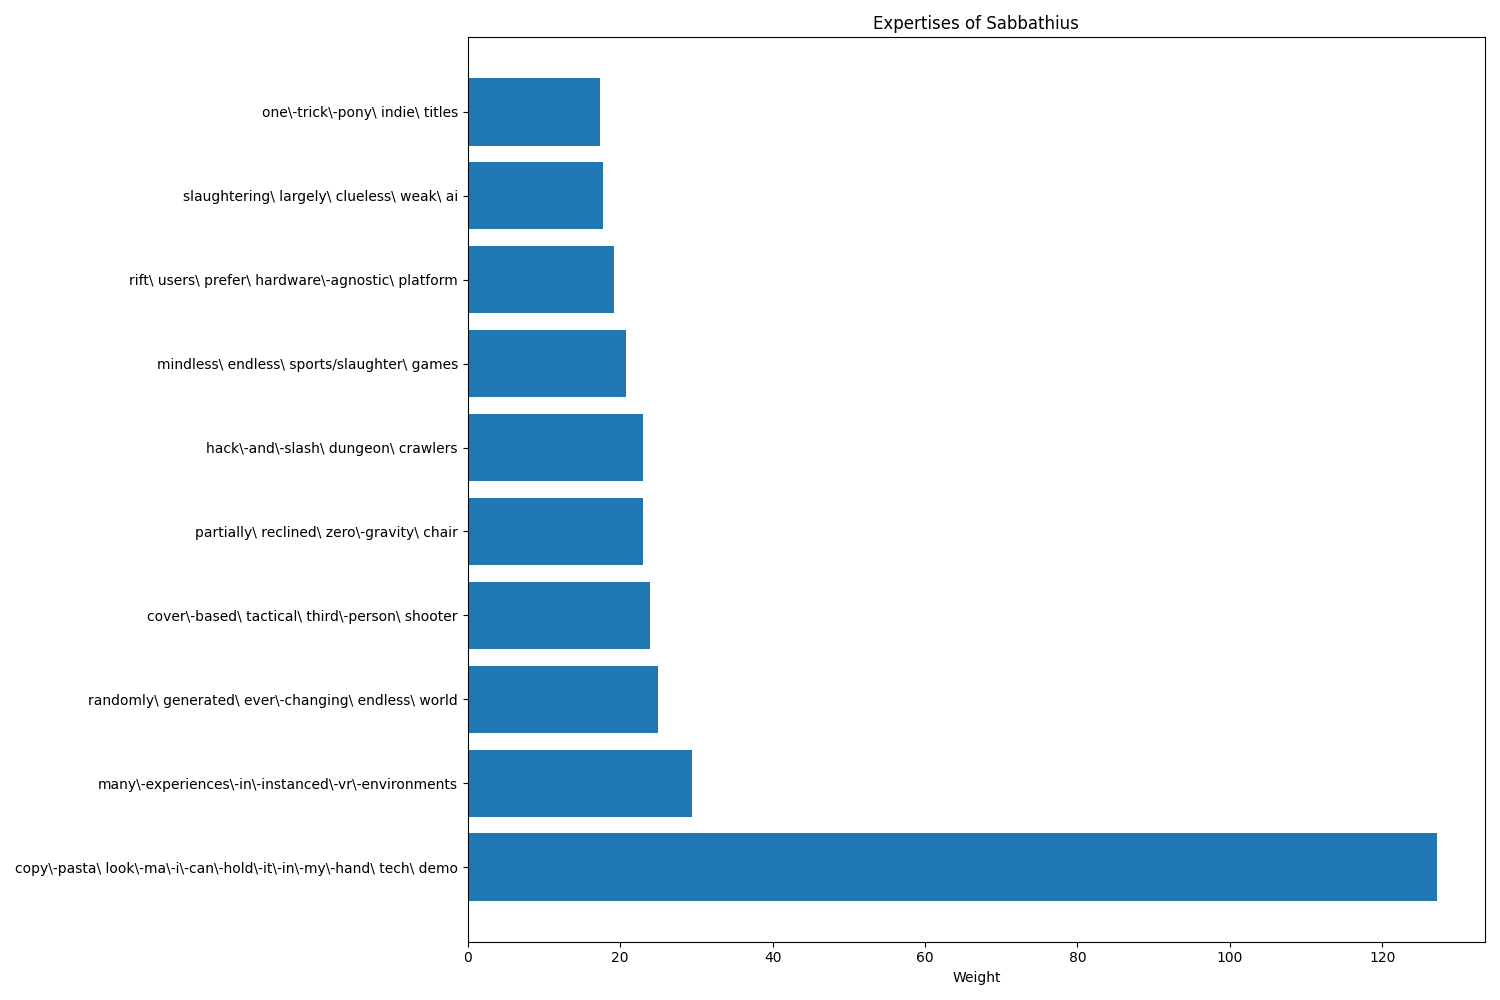 Expertises of Sabbathius
one\-trick\-pony\ indie\ titles
slaughtering\ largely\ clueless\ weak\ ai
rift\ users\ prefer\ hardware\-agnostic\ platform
mindless\ endless\ sports/slaughter\ games
hack\-and\-slash\ dungeon\ crawlers
partially\ reclined\ zero\-gravity\ chair
cover\-based\ tactical\ third\-person\ shooter
randomly\ generated\ ever\-changing\ endless\ world
many\-experiences\-in\-instanced\-vr\-environments
copy\-pasta\ look\-ma\-i\-can\-hold\-it\-in\-my\-hand\ tech\ demo
0 20 40 60 80 100 120
Weight